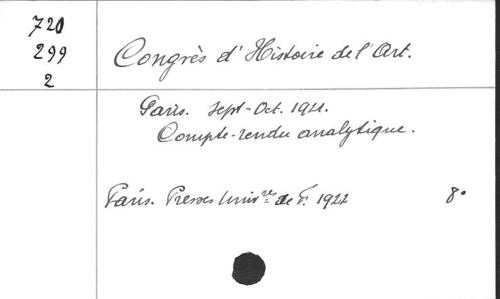 720
299
2
Congrès d'Histoire de l'Art.
Paris. Sept-Oct. 1921.
Compte-rendu analytique.
Paris. Presses Univ.re de F. 1922 8°